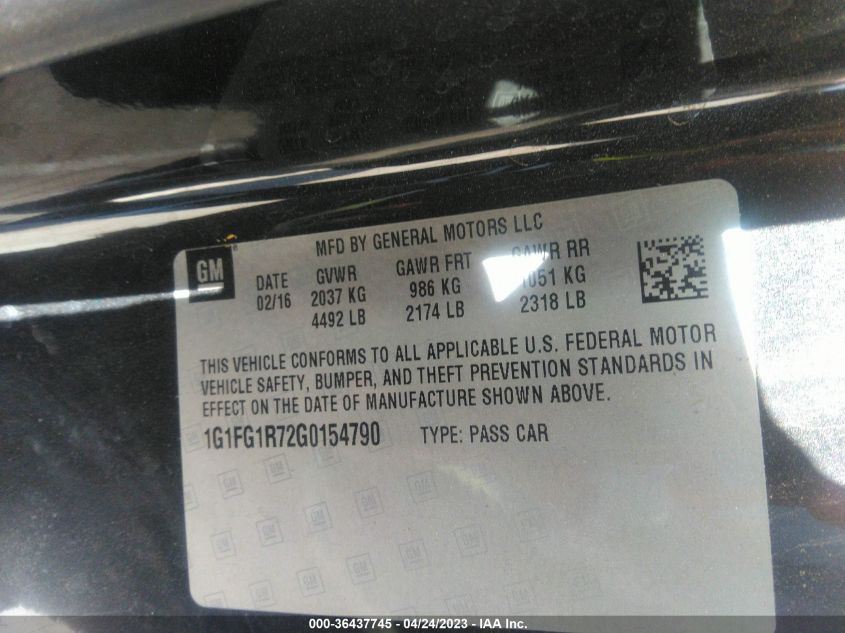 MFD BY GENERAL MOTORS LLC
GM ®
DATE GVWR GAWR FRT GAWR RR
02/16 2037 KG 986 KG 1051 KG
4492 LB 2174 LB 2318 LB
THIS VEHICLE CONFORMS TO ALL APPLICABLE U.S. FEDERAL MOTOR
VEHICLE SAFETY, BUMPER, AND THEFT PREVENTION STANDARDS IN
EFFECT ON THE DATE OF MANUFACTURE SHOWN ABOVE.
1G1FG1R72G0154790 TYPE: PASS CAR
000-36437745 - 04/24/2023 - IAA Inc.